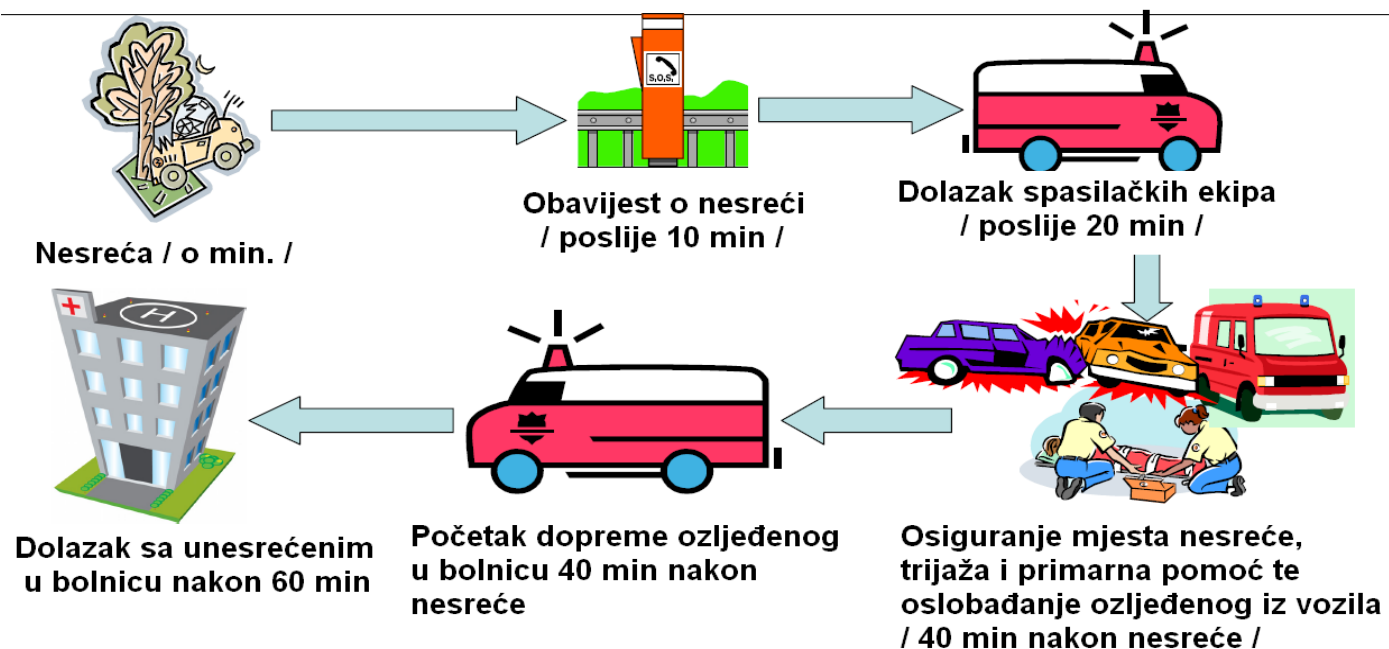 S.O.S.
Nesreća / o min. /
Obavijest o nesreći
/ poslije 10 min /
Dolazak spasilačkih ekipa
/ poslije 20 min /
Osiguranje mjesta nesreće,
trijaža i primarna pomoć te
oslobađanje ozljeđenog iz vozila
/ 40 min nakon nesreće /
Početak dopreme ozljeđenog
u bolnicu 40 min nakon
nesreće
H
Dolazak sa unesrećenim
u bolnicu nakon 60 min